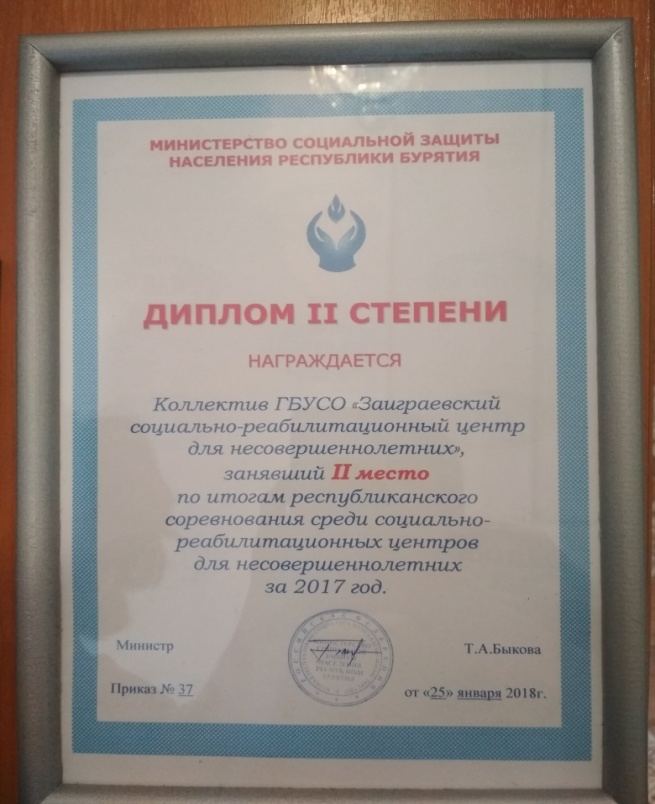 МИНИСТЕРСТВО СОЦИАЛЬНОЙ ЗАЩИТЫ
НАСЕЛЕНИЯ РЕСПУБЛИКИ БУРЯТИЯ
ДИПЛОМ II СТЕПЕНИ
НАГРАЖДАЕТСЯ
Коллектив ГБУСО «Заиграевский
социально-реабилитационный центр
для несовершеннолетних»,
занявший II место
по итогам республиканского
соревнования среди социально-
реабилитационных центров
для несовершеннолетних
за 2017 год.
Министр Т.А.Быкова
Приказ № 37 от «25» января 2018г.